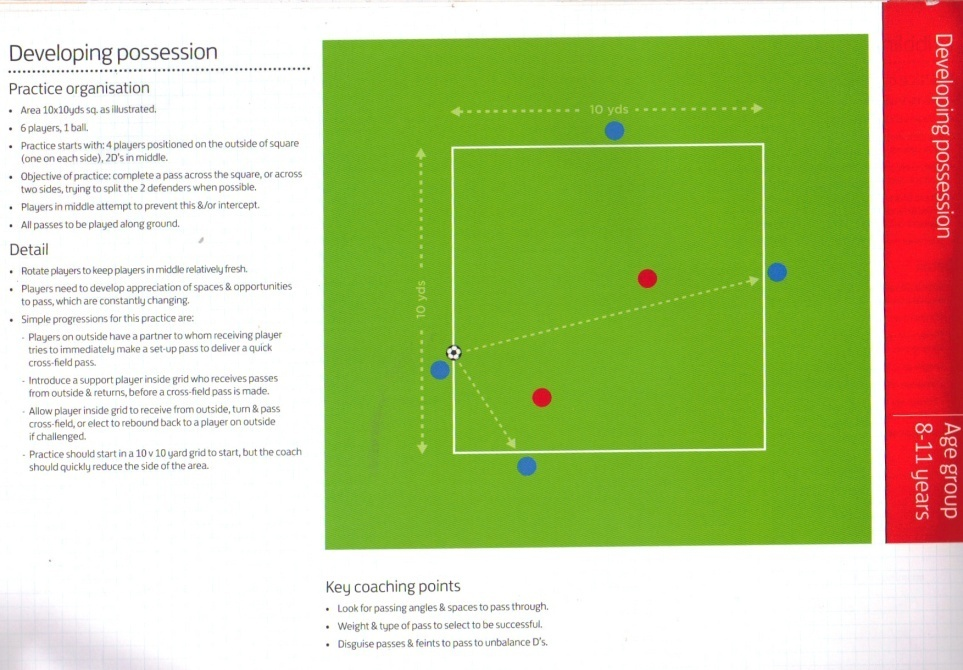 Developing possession
Practice organisation
• Area 10x10yds sq. as illustrated.
• 6 players, 1 ball.
• Practice starts with: 4 players positioned on the outside of square
(one on each side), 2D's in middle.
• Objective of practice: complete a pass across the square, or across
two sides, trying to split the 2 defenders when possible.
• Players in middle attempt to prevent this &/or intercept.
• All passes to be played along ground.
Detail
• Rotate players to keep players in middle relatively fresh.
• Players need to develop appreciation of spaces & opportunities
to pass, which are constantly changing.
• Simple progressions for this practice are:
- Players on outside have a partner to whom receiving player
tries to immediately make a set-up pass to deliver a quick
cross-field pass.
- Introduce a support player inside grid who receives passes
from outside & returns, before a cross-field pass is made.
- Allow player inside grid to receive from outside, turn & pass
cross-field, or elect to rebound back to a player on outside
if challenged.
- Practice should start in a 10 v 10 yard grid to start, but the coach
should quickly reduce the side of the area.
10 yds
10 yds
Key coaching points
• Look for passing angles & spaces to pass through.
• Weight & type of pass to select to be successful.
• Disguise passes & feints to pass to unbalance D's.
Developing possession
Age group
8-11 years